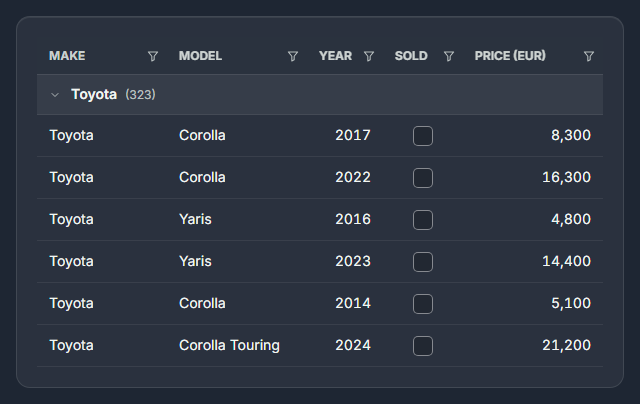 MAKE MODEL YEAR SOLD PRICE (EUR)
Toyota (323)
Toyota Corolla 2017 8,300
Toyota Corolla 2022 16,300
Toyota Yaris 2016 4,800
Toyota Yaris 2023 14,400
Toyota Corolla 2014 5,100
Toyota Corolla Touring 2024 21,200